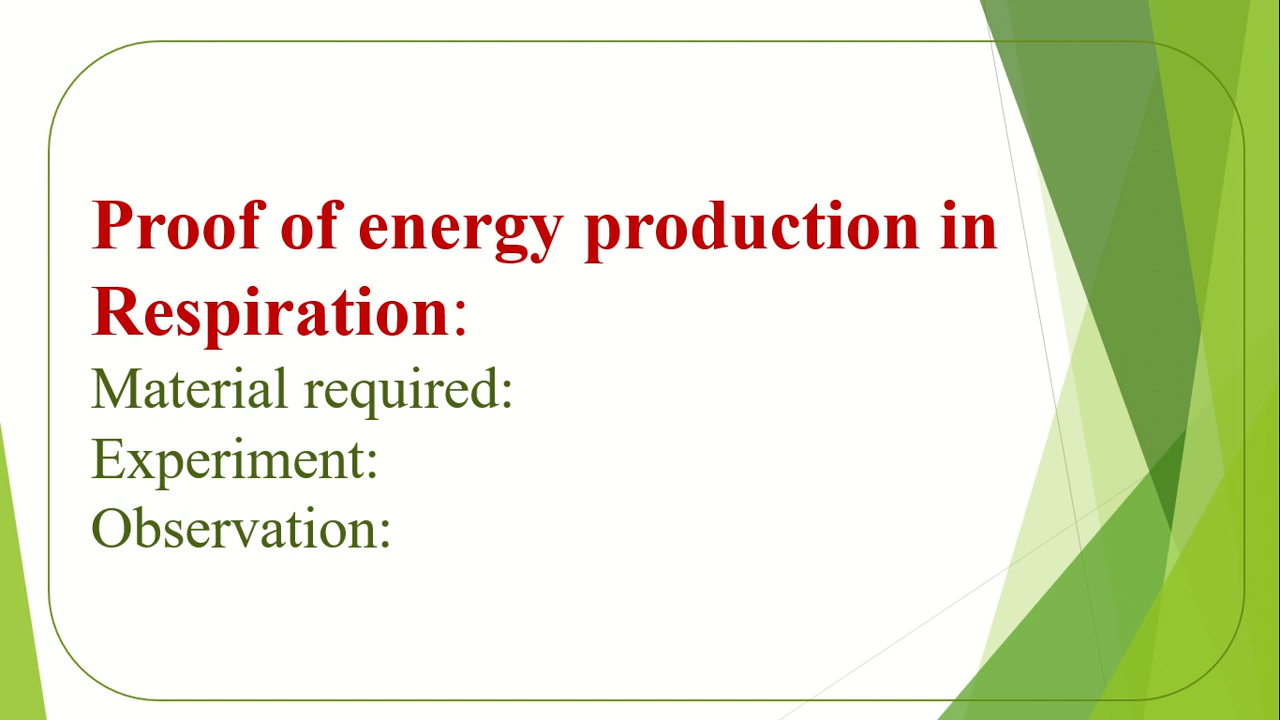 Proof of energy production in
Respiration:
Material required:
Experiment:
Observation: